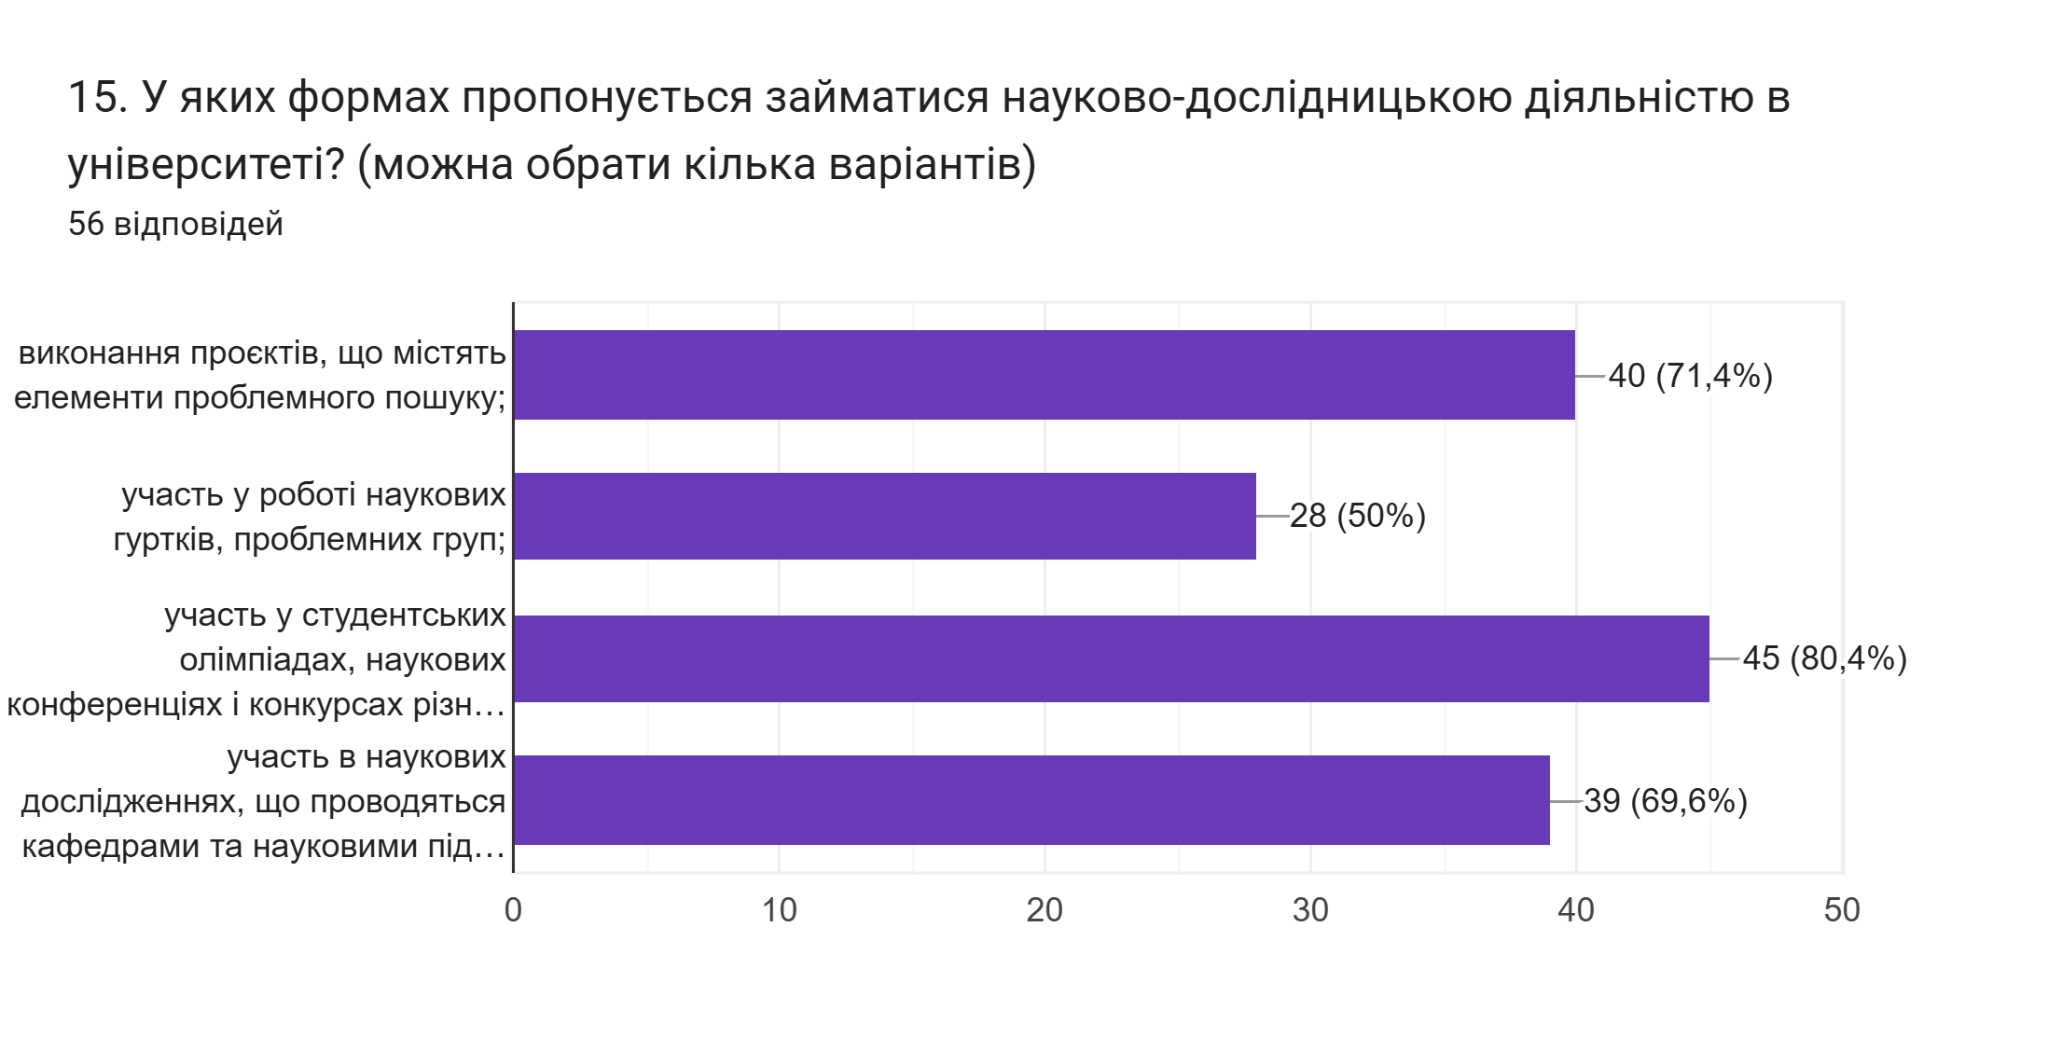 15. У яких формах пропонується займатися науково-дослідницькою діяльністю в
університеті? (можна обрати кілька варіантів)
56 відповідей
виконання проєктів, що містять
елементи проблемного пошуку;
40 (71,4%)
участь у роботі наукових
гуртків, проблемних груп;
28 (50%)
участь у студентських
олімпіадах, наукових
конференціях і конкурсах різн…
45 (80,4%)
участь в наукових
дослідженнях, що проводяться
кафедрами та науковими під…
39 (69,6%)
0 10 20 30 40 50